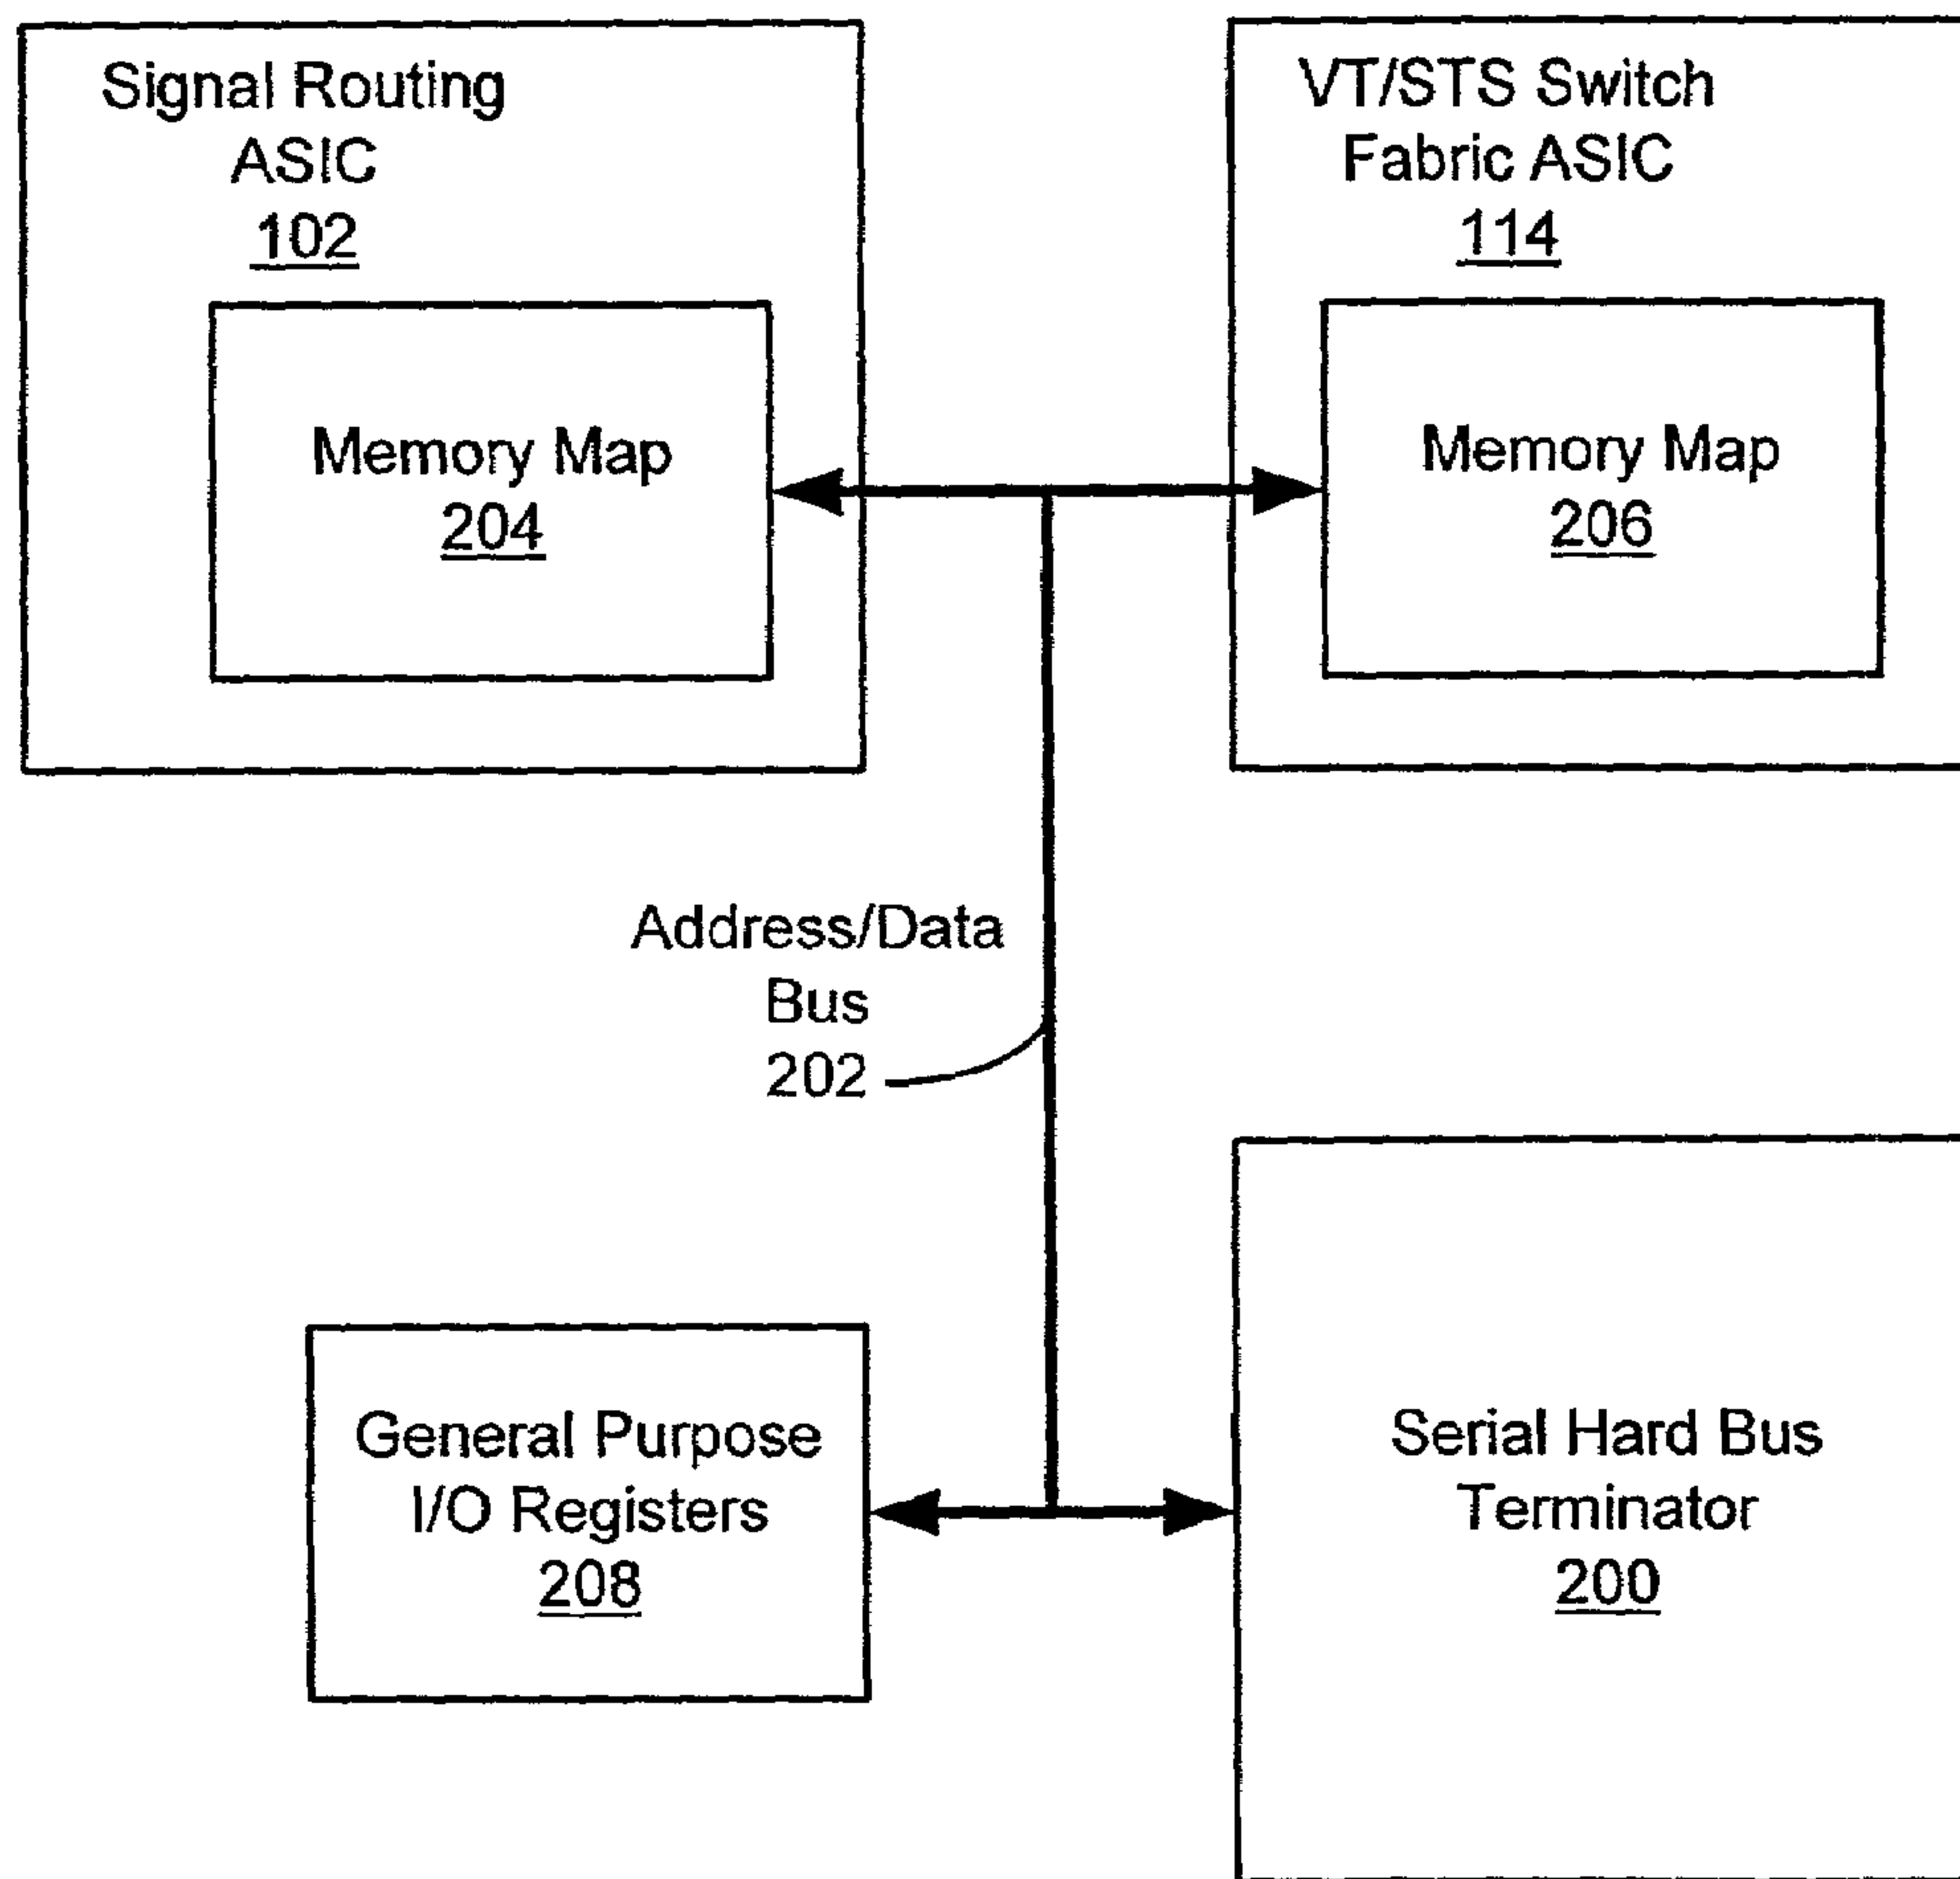 Signal Routing
ASIC
102
Memory Map
204
VT/STS Switch
Fabric ASIC
114
Memory Map
206
Address/Data
Bus
202
General Purpose
I/O Registers
208
Serial Hard Bus
Terminator
200